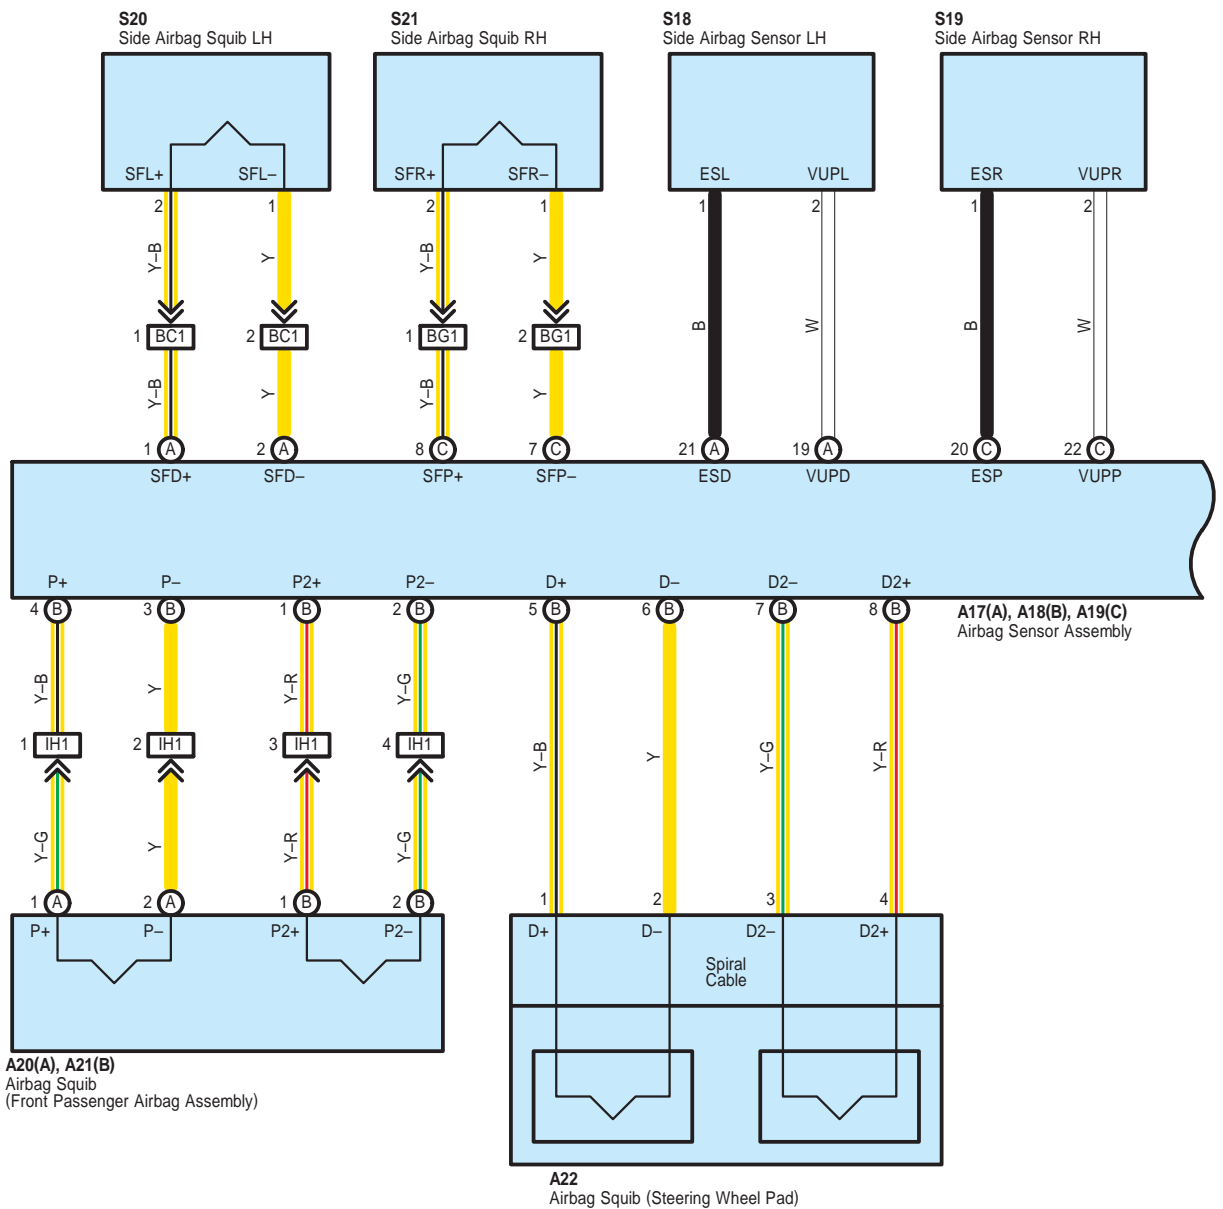 S20
Side Airbag Squib LH
S21
Side Airbag Squib RH
S18
Side Airbag Sensor LH
S19
Side Airbag Sensor RH
SFL+ SFL– SFR+ SFR– ESL VUPL ESR VUPR
2 1 2 1 1 2 1 2
Y–B Y Y–B Y
B W B W
1 BC1 2 BC1 1 BG1 2 BG1
Y–B Y Y–B Y
1 A 2 A 8 C 7 C 21 A 19 A 20 C 22 C
SFD+ SFD– SFP+ SFP– ESD VUPD ESP VUPP
P+ P– P2+ P2– D+ D– D2– D2+
4 B 3 B 1 B 2 B 5 B 6 B 7 B 8 B
A17(A), A18(B), A19(C)
Airbag Sensor Assembly
Y–B Y Y–R Y–G
1 IH1 2 IH1 3 IH1 4 IH1
Y–B Y Y–G Y–R
Y–G Y Y–R Y–G
1 A 2 A 1 B 2 B 1 2 3 4
P+ P– P2+ P2– D+ D– D2– D2+
Spiral
Cable
A20(A), A21(B)
Airbag Squib
(Front Passenger Airbag Assembly)
A22
Airbag Squib (Steering Wheel Pad)